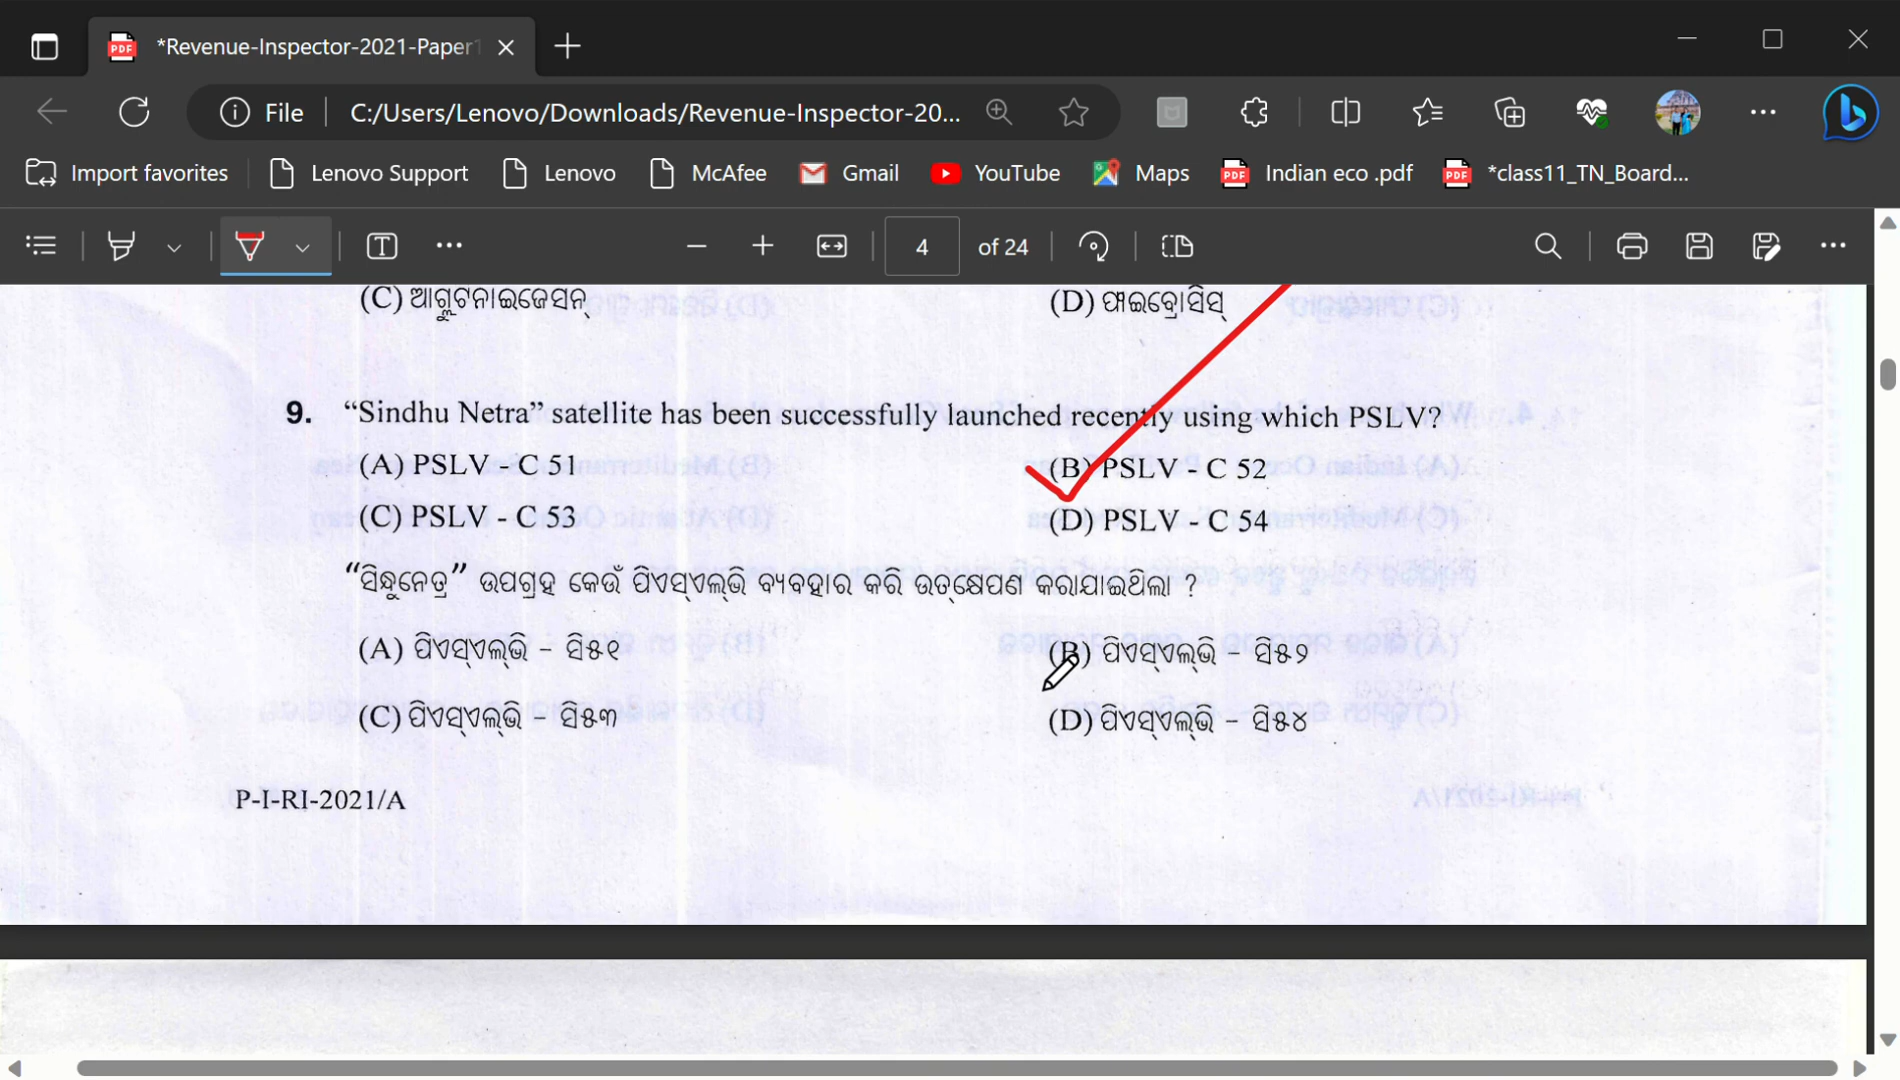 *Revenue-Inspector-2021-Paper1
File C:/Users/Lenovo/Downloads/Revenue-Inspector-20...
Import favorites Lenovo Support Lenovo McAfee Gmail YouTube Maps Indian eco .pdf *class11_TN_Board...
4 of 24
(C) ଆଗ୍ଲୁଟନାଇଜେସନ୍ (D) ଫାଇବ୍ରୋସିସ୍
9. “Sindhu Netra” satellite has been successfully launched recently using which PSLV?
(A) PSLV - C 51 (B) PSLV - C 52
(C) PSLV - C 53 (D) PSLV - C 54
“ସିନ୍ଧୁନେତ୍ର” ଉପଗ୍ରହ କେଉଁ ପିଏସ୍ଏଲ୍ଭି ବ୍ୟବହାର କରି ଉତ୍କ୍ଷେପଣ କରାଯାଇଥିଲା ?
(A) ପିଏସ୍ଏଲ୍ଭି – ସି୫୧ (B) ପିଏସ୍ଏଲ୍ଭି – ସି୫୨
(C) ପିଏସ୍ଏଲ୍ଭି – ସି୫୩ (D) ପିଏସ୍ଏଲ୍ଭି – ସି୫୪
P-I-RI-2021/A